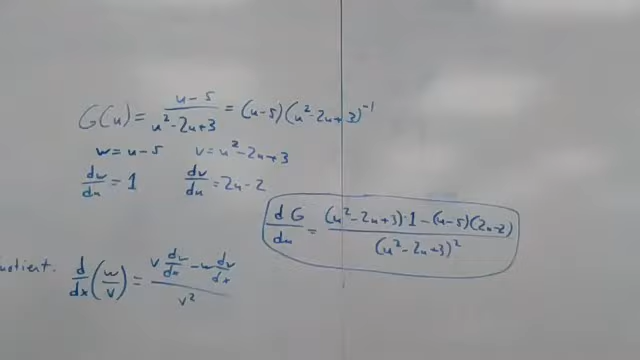 G(u) = u-5 / u²-2u+3 = (u-5)(u²-2u+3)⁻¹
w = u-5 v = u²-2u+3
dw/du = 1 dv/du = 2u-2
dG/du = (u²-2u+3)·1-(u-5)(2u-2) / (u²-2u+3)²
d/dx (w/v) = v dw/dx - w dv/dx / v²